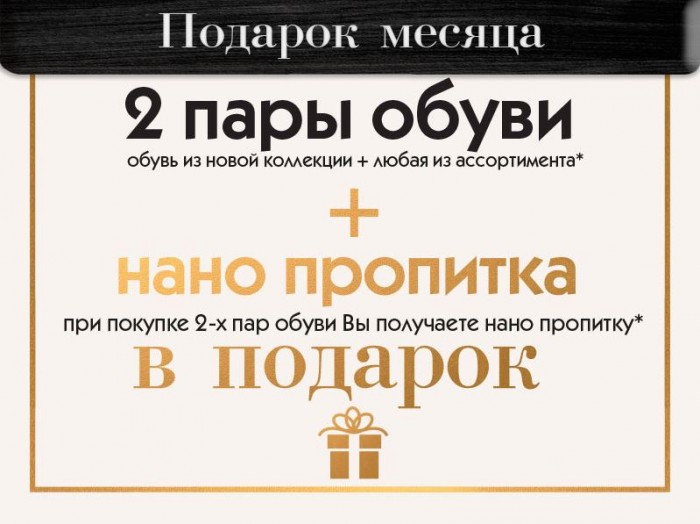 Подарок месяца
2 пары обуви
обувь из новой коллекции + любая из ассортимента*
+
нано пропитка
при покупке 2-х пар обуви Вы получаете нано пропитку*
в подарок